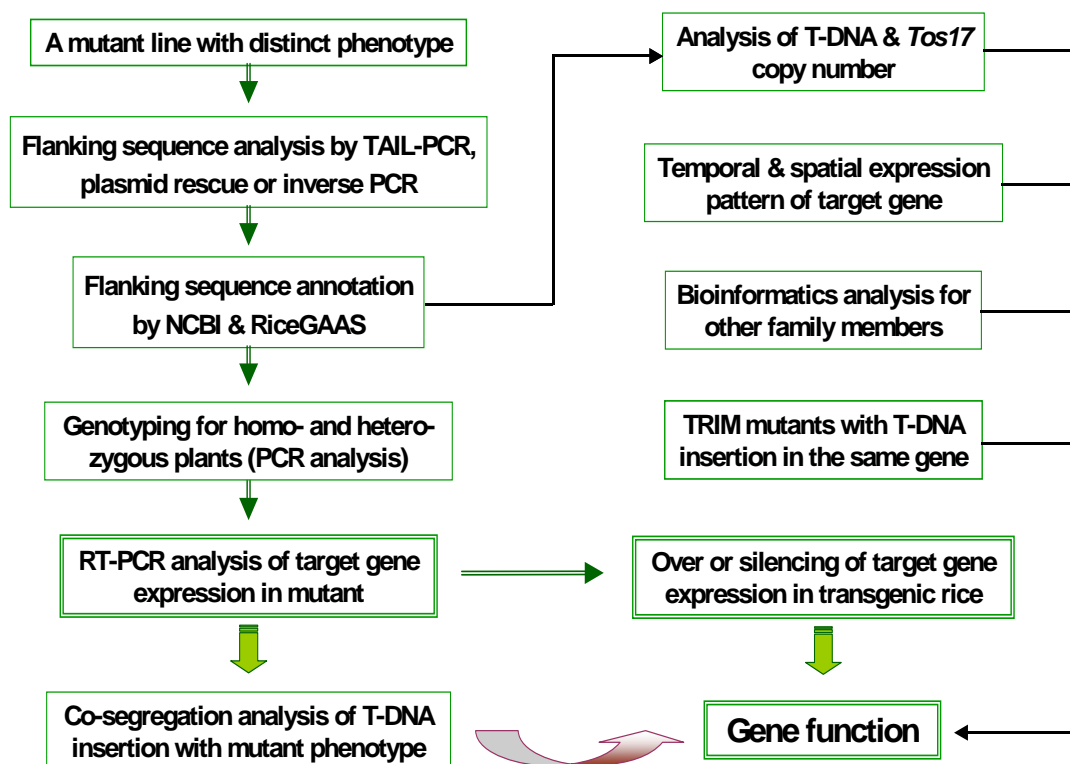 A mutant line with distinct phenotype
Flanking sequence analysis by TAIL-PCR,
plasmid rescue or inverse PCR
Flanking sequence annotation
by NCBI & RiceGAAS
Genotyping for homo- and hetero-
zygous plants (PCR analysis)
RT-PCR analysis of target gene
expression in mutant
Co-segregation analysis of T-DNA
insertion with mutant phenotype
Analysis of T-DNA & Tos17
copy number
Temporal & spatial expression
pattern of target gene
Bioinformatics analysis for
other family members
TRIM mutants with T-DNA
insertion in the same gene
Over or silencing of target gene
expression in transgenic rice
Gene function